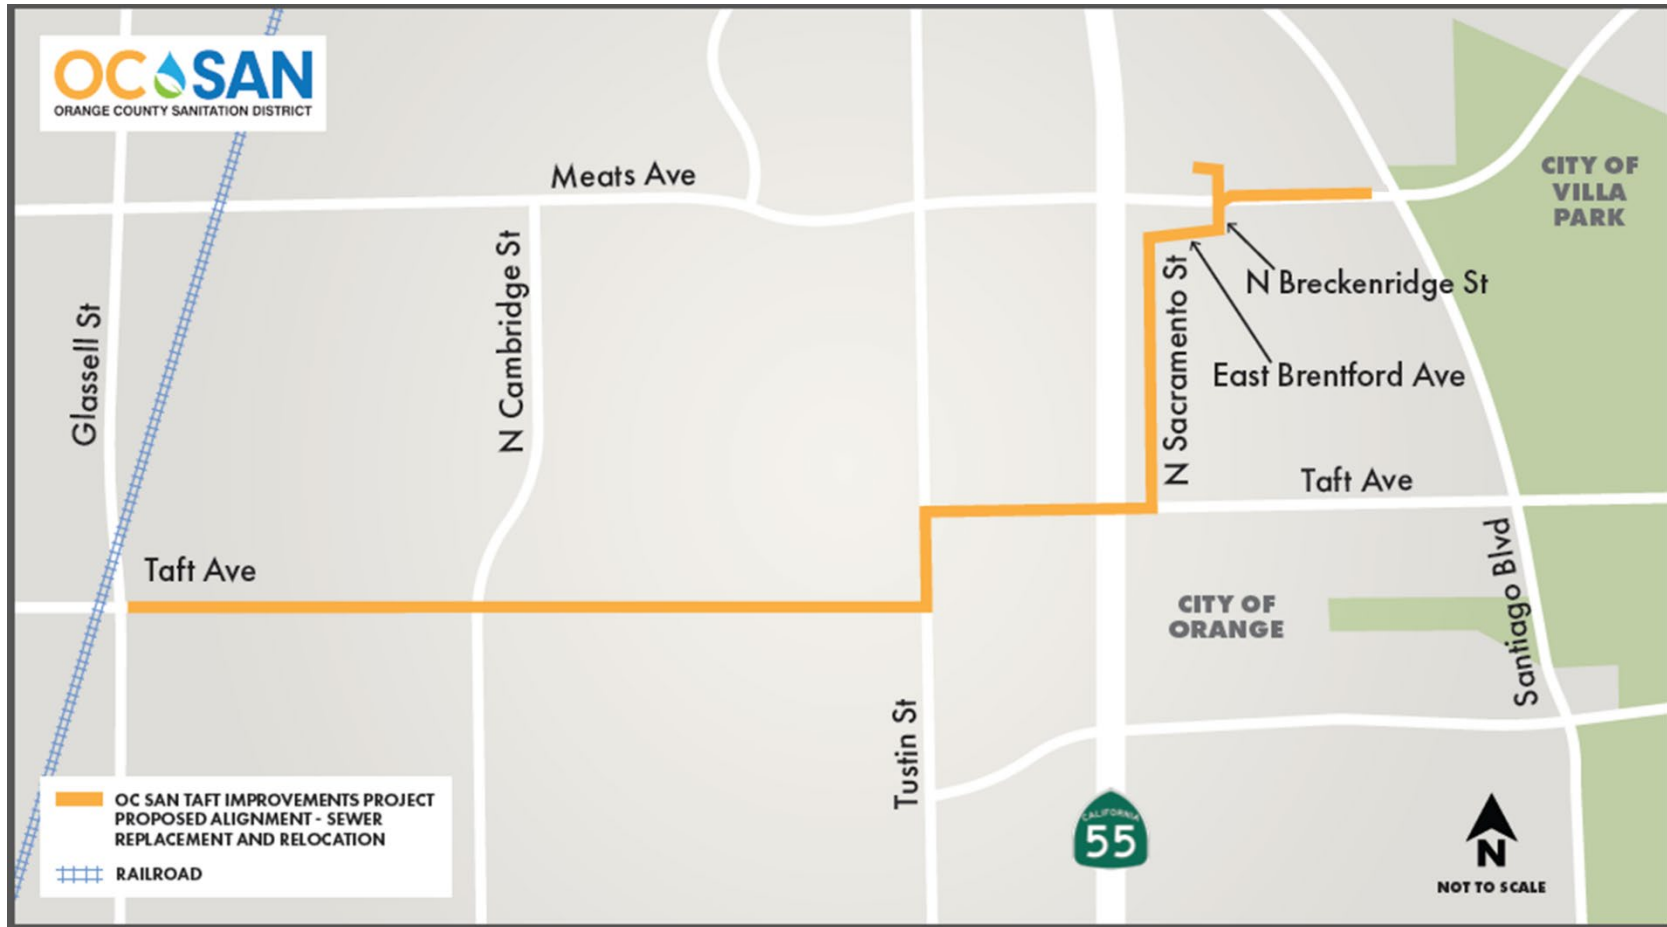 OC SAN
ORANGE COUNTY SANITATION DISTRICT
Meats Ave
CITY OF
VILLA
PARK
Glassell St
N Cambridge St
N Sacramento St
N Breckenridge St
East Brentford Ave
Taft Ave
Taft Ave
CITY OF
ORANGE
Santiago Blvd
Tustin St
CALIFORNIA
55
OC SAN TAFT IMPROVEMENTS PROJECT
PROPOSED ALIGNMENT - SEWER
REPLACEMENT AND RELOCATION
RAILROAD
N
NOT TO SCALE